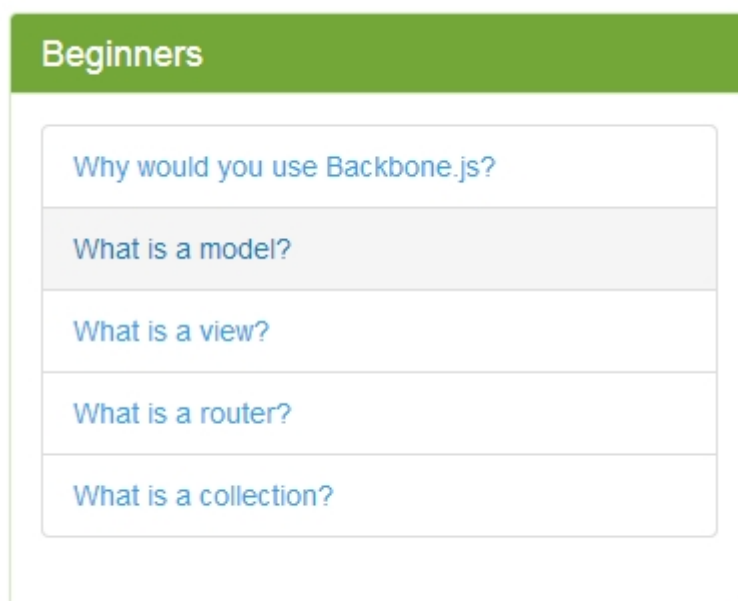 Beginners
Why would you use Backbone.js?
What is a model?
What is a view?
What is a router?
What is a collection?